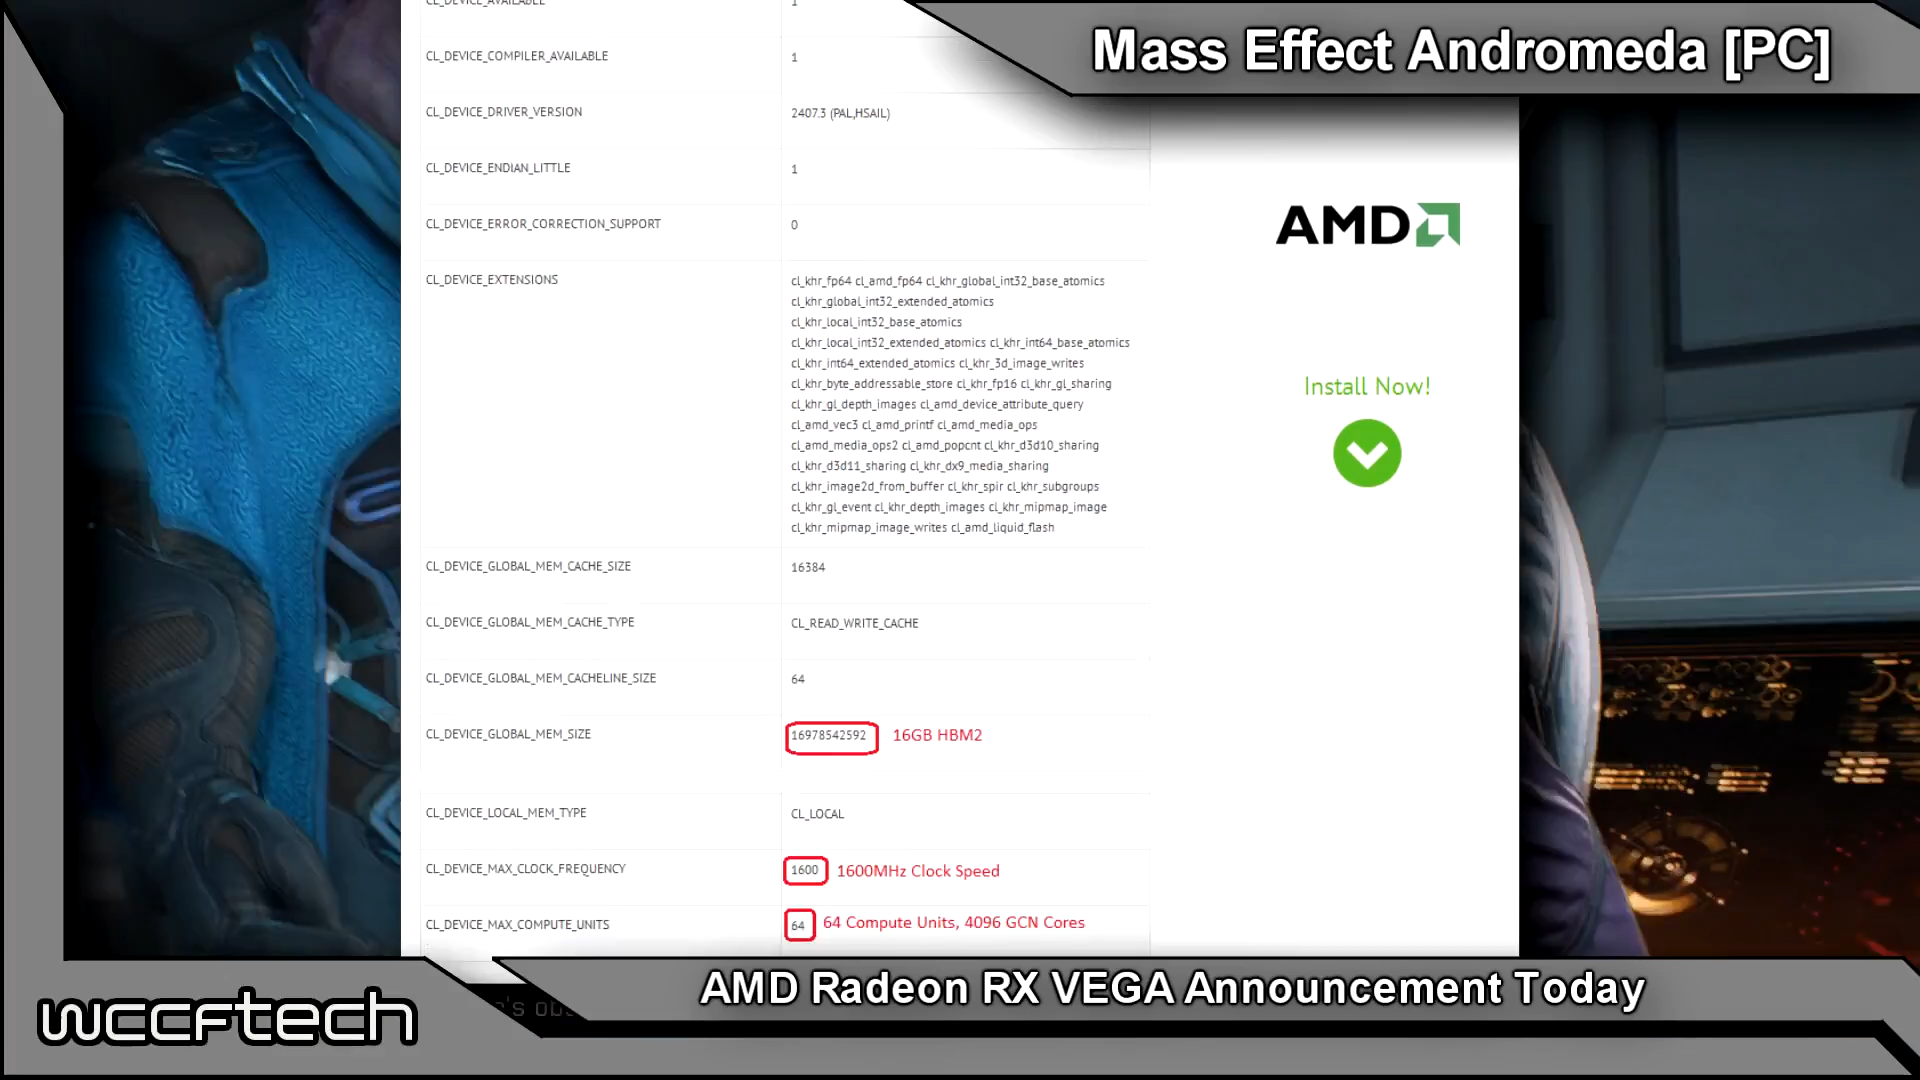 Mass Effect Andromeda [PC]
CL_DEVICE_AVAILABLE 1
CL_DEVICE_COMPILER_AVAILABLE 1
CL_DEVICE_DRIVER_VERSION 2407.3 (PAL,HSAIL)
CL_DEVICE_ENDIAN_LITTLE 1
CL_DEVICE_ERROR_CORRECTION_SUPPORT 0
CL_DEVICE_EXTENSIONS cl_khr_fp64 cl_amd_fp64 cl_khr_global_int32_base_atomics
cl_khr_global_int32_extended_atomics
cl_khr_local_int32_base_atomics
cl_khr_local_int32_extended_atomics cl_khr_int64_base_atomics
cl_khr_int64_extended_atomics cl_khr_3d_image_writes
cl_khr_byte_addressable_store cl_khr_fp16 cl_khr_gl_sharing
cl_khr_gl_depth_images cl_amd_device_attribute_query
cl_amd_vec3 cl_amd_printf cl_amd_media_ops
cl_amd_media_ops2 cl_amd_popcnt cl_khr_d3d10_sharing
cl_khr_d3d11_sharing cl_khr_dx9_media_sharing
cl_khr_image2d_from_buffer cl_khr_spir cl_khr_subgroups
cl_khr_gl_event cl_khr_depth_images cl_khr_mipmap_image
cl_khr_mipmap_image_writes cl_amd_liquid_flash
CL_DEVICE_GLOBAL_MEM_CACHE_SIZE 16384
CL_DEVICE_GLOBAL_MEM_CACHE_TYPE CL_READ_WRITE_CACHE
CL_DEVICE_GLOBAL_MEM_CACHELINE_SIZE 64
CL_DEVICE_GLOBAL_MEM_SIZE 16978542592 16GB HBM2
CL_DEVICE_LOCAL_MEM_TYPE CL_LOCAL
CL_DEVICE_MAX_CLOCK_FREQUENCY 1600 1600MHz Clock Speed
CL_DEVICE_MAX_COMPUTE_UNITS 64 64 Compute Units, 4096 GCN Cores
AMD
Install Now!
AMD Radeon RX VEGA Announcement Today
wccftech